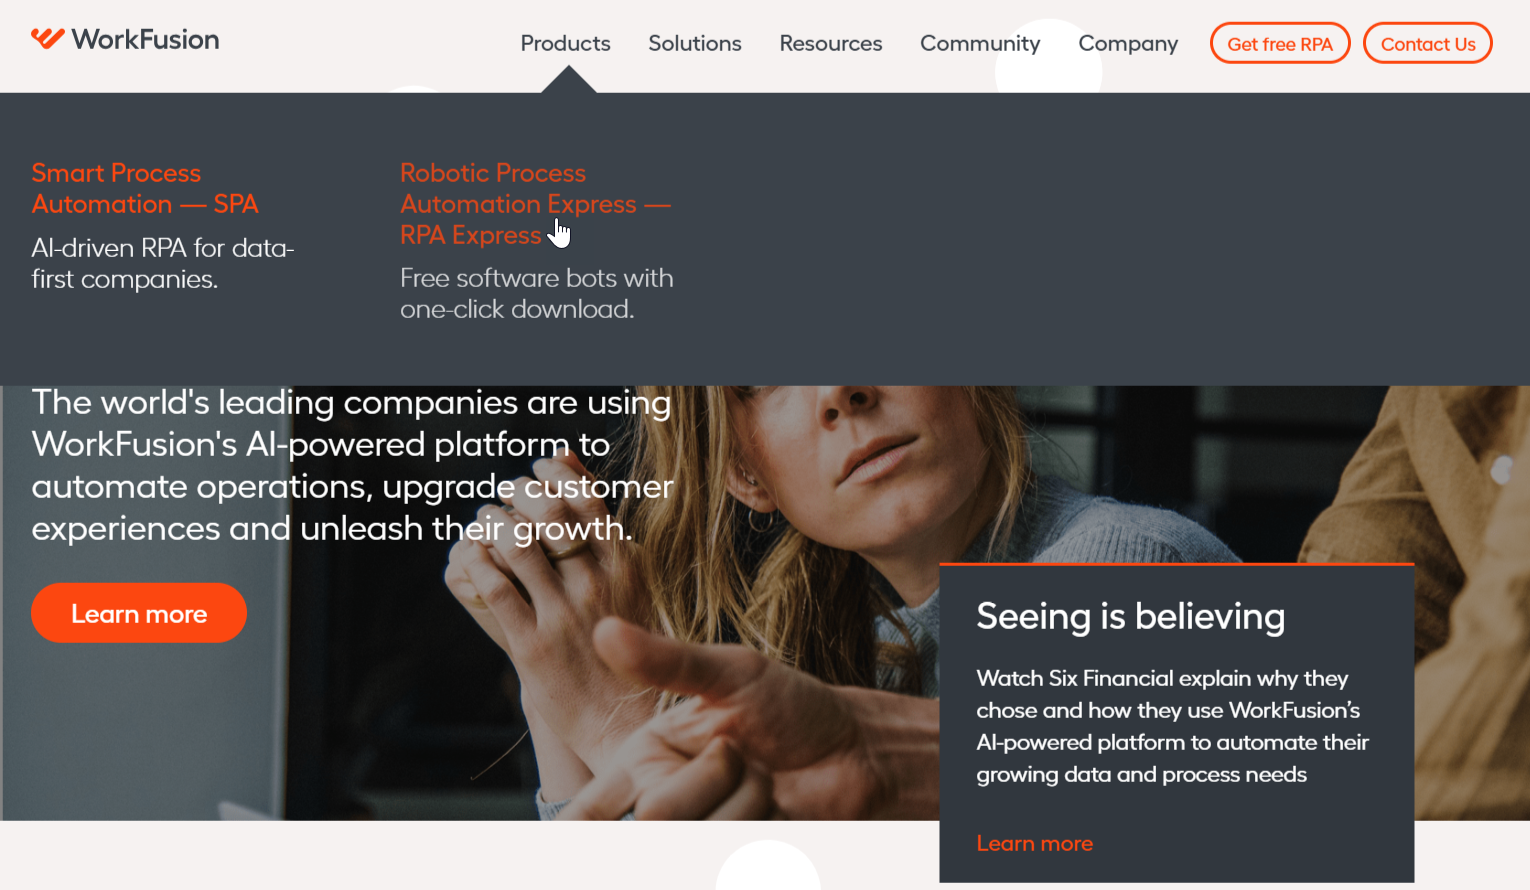 WorkFusion
Products
Solutions
Resources
Community
Company
Get free RPA
Contact Us
Smart Process
Automation — SPA
AI-driven RPA for data-
first companies.
Robotic Process
Automation Express —
RPA Express
Free software bots with
one-click download.
The world's leading companies are using
WorkFusion's AI-powered platform to
automate operations, upgrade customer
experiences and unleash their growth.
Learn more
Seeing is believing
Watch Six Financial explain why they
chose and how they use WorkFusion’s
AI-powered platform to automate their
growing data and process needs
Learn more